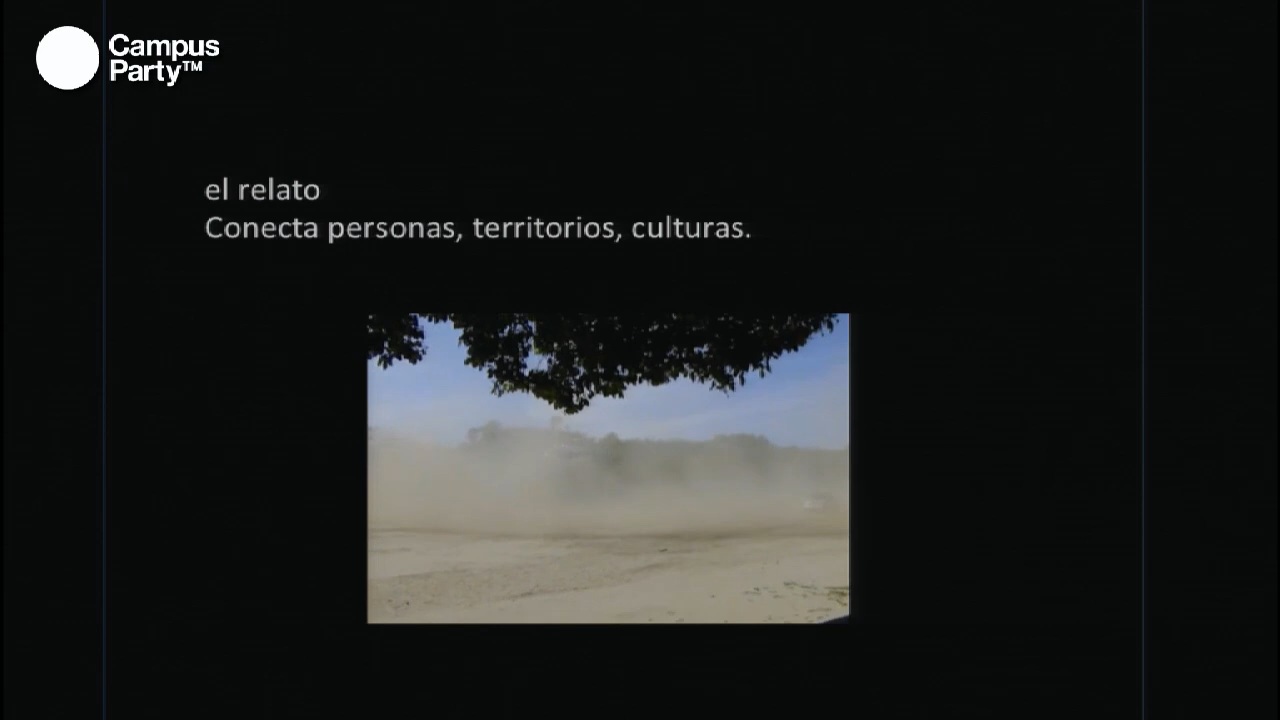 Campus
Party™
el relato
Conecta personas, territorios, culturas.